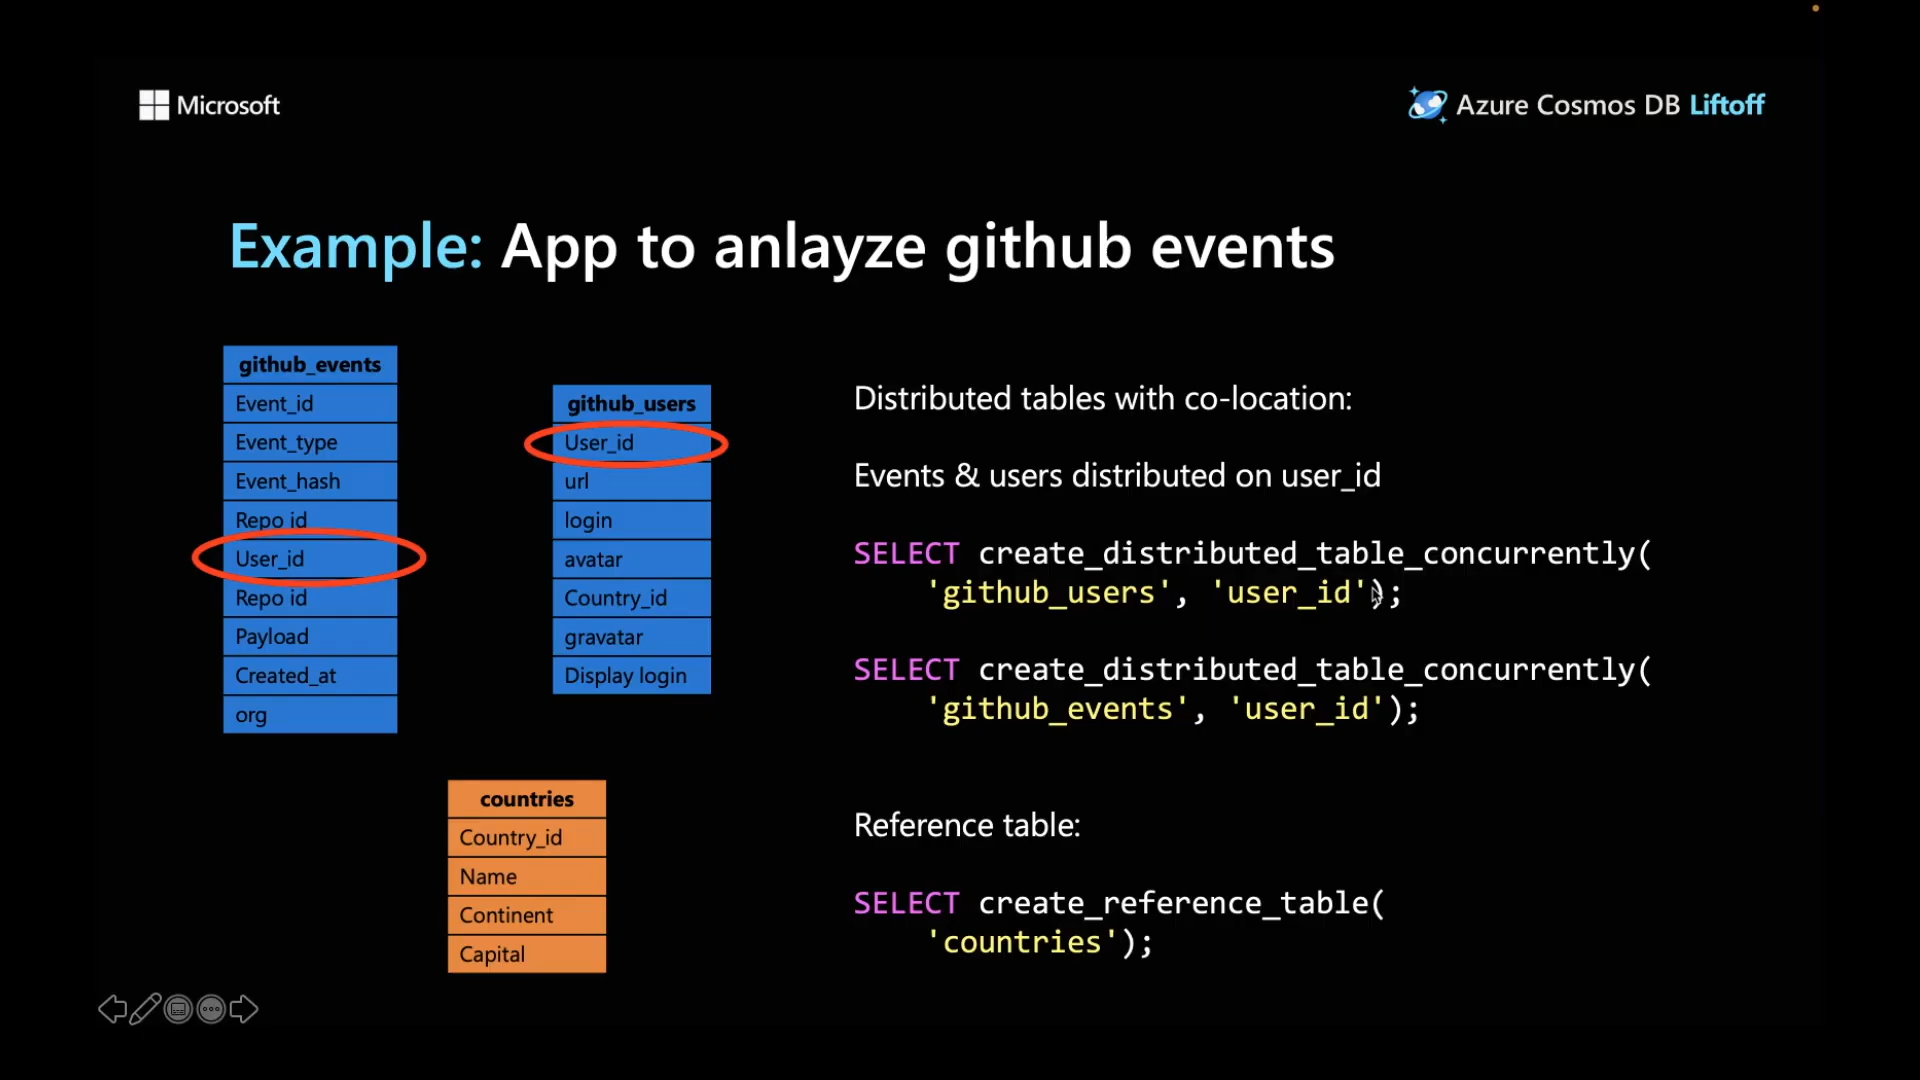 Microsoft
Azure Cosmos DB Liftoff
Example: App to anlayze github events
github_events
Event_id
Event_type
Event_hash
Repo id
User_id
Repo id
Payload
Created_at
org
github_users
User_id
url
login
avatar
Country_id
gravatar
Display login
countries
Country_id
Name
Continent
Capital
Distributed tables with co-location:
Events & users distributed on user_id
SELECT create_distributed_table_concurrently(
'github_users', 'user_id');
SELECT create_distributed_table_concurrently(
'github_events', 'user_id');
Reference table:
SELECT create_reference_table(
'countries');